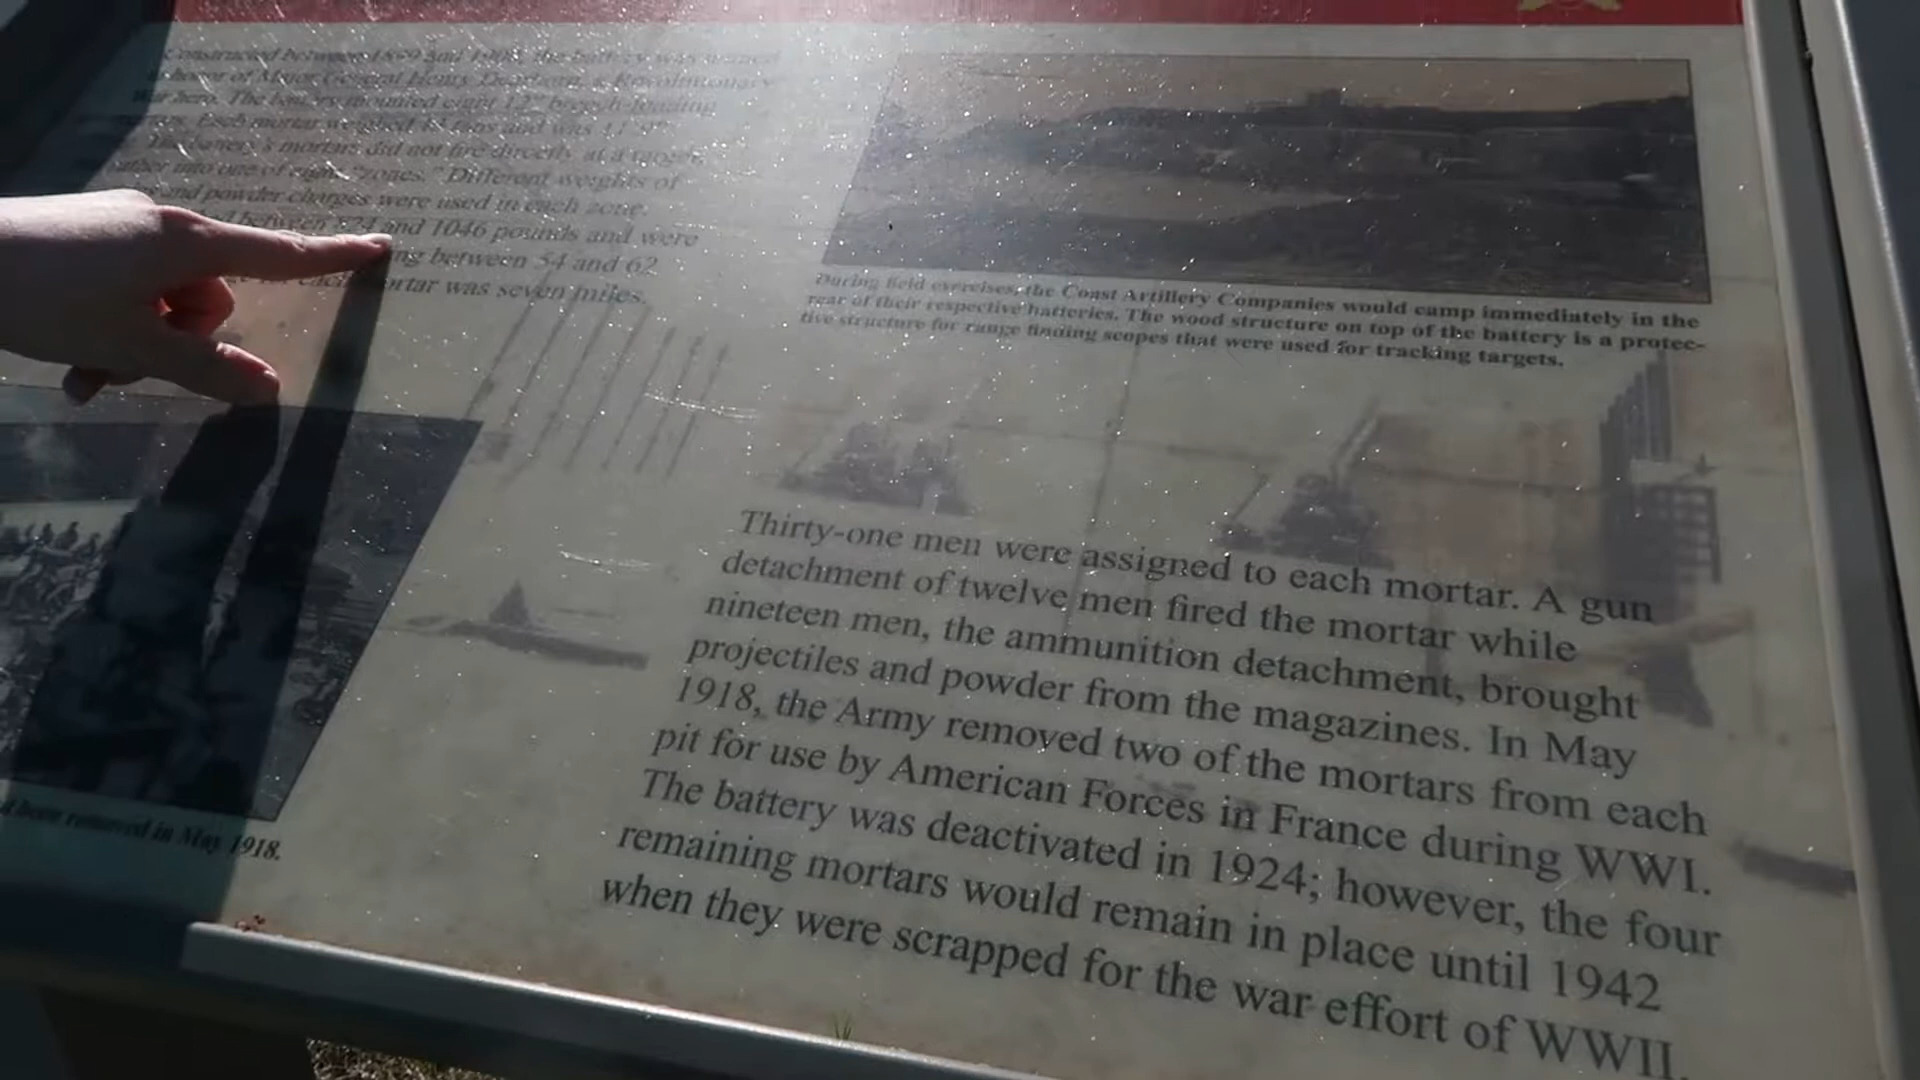 Constructed between 1899 and the battery was named
honor of Major General Henry Dearborn, a Revolutionary
War hero. The battery mounted eight 12" breech-loading
Each mortar weighed 13 tons and was
The battery's mortars did not fire directly at a target,
rather into one of eight "zones." Different weights of
and powder charges were used in each zone.
between 824 and 1046 pounds and were
between 54 and 62
mortar was seven miles.
During field exercises, the Coast Artillery Companies would camp immediately in the
rear of their respective batteries. The wood structure on top of the battery is a protec-
tive structure for range finding scopes that were used for tracking targets.
Thirty-one men were assigned to each mortar. A gun
detachment of twelve men fired the mortar while
nineteen men, the ammunition detachment, brought
projectiles and powder from the magazines. In May
1918, the Army removed two of the mortars from each
pit for use by American Forces in France during WWI.
The battery was deactivated in 1924; however, the four
remaining mortars would remain in place until 1942
when they were scrapped for the war effort of WWII.
been removed in May 1918.